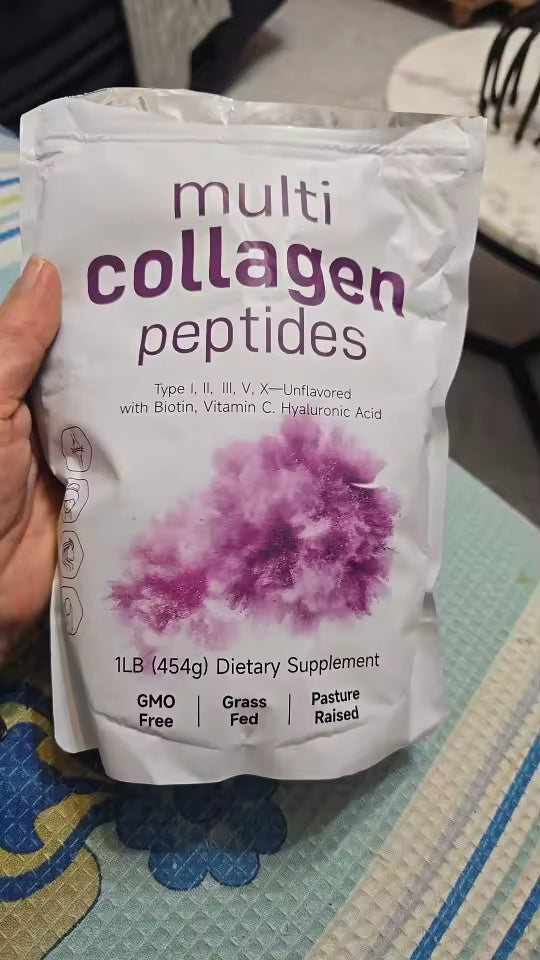 multi
collagen
peptides
Type I, II, III, V, X—Unflavored
with Biotin, Vitamin C. Hyaluronic Acid
1LB (454g) Dietary Supplement
GMO Free
Grass Fed
Pasture Raised